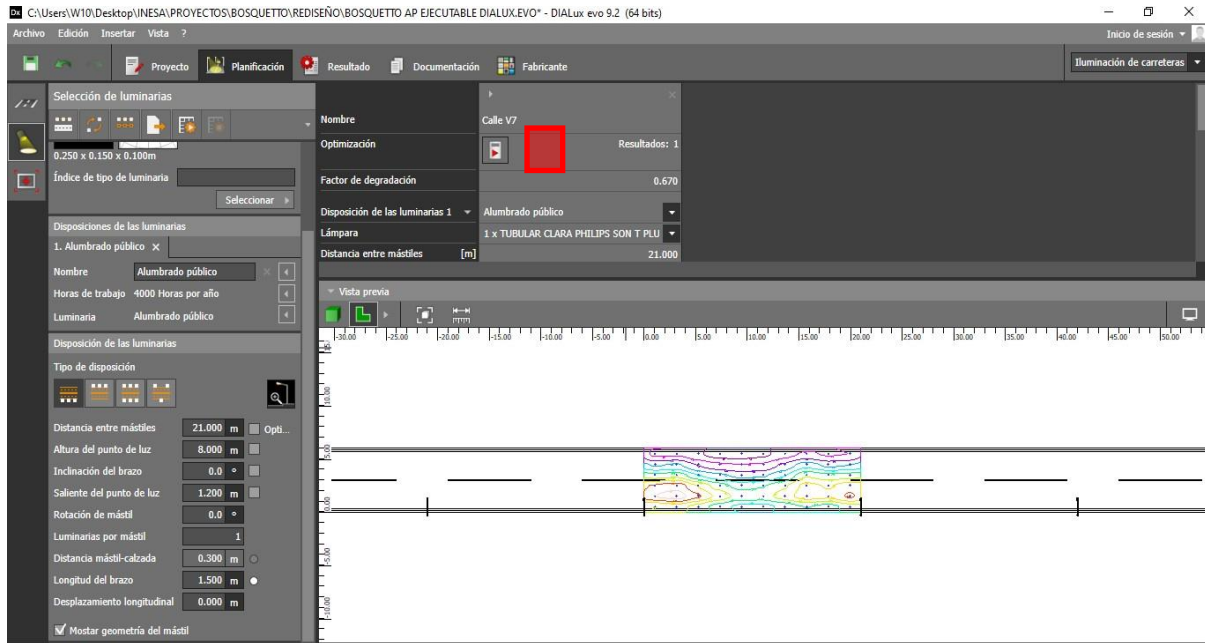 C:\Users\W10\Desktop\INESA\PROYECTOS\BOSQUETTO\REDISEÑO\BOSQUETTO AP EJECUTABLE DIALUX.EVO* - DIALux evo 9.2 (64 bits)
Archivo Edición Insertar Vista ? Inicio de sesión
Proyecto Planificación Resultado Documentación Fabricante Iluminación de carreteras
Selección de luminarias
0.250 x 0.150 x 0.100m
Índice de tipo de luminaria
Seleccionar
Disposiciones de las luminarias
1. Alumbrado público
Nombre Alumbrado público
Horas de trabajo 4000 Horas por año
Luminaria Alumbrado público
Disposición de las luminarias
Tipo de disposición
Distancia entre mástiles 21.000 m Opti...
Altura del punto de luz 8.000 m
Inclinación del brazo 0.0 °
Saliente del punto de luz 1.200 m
Rotación de mástil 0.0 °
Luminarias por mástil 1
Distancia mástil-calzada 0.300 m
Longitud del brazo 1.500 m
Desplazamiento longitudinal 0.000 m
Mostar geometría del mástil
Nombre Calle V7
Optimización Resultados: 1
Factor de degradación 0.670
Disposición de las luminarias 1 Alumbrado público
Lámpara 1 x TUBULAR CLARA PHILIPS SON T PLU
Distancia entre mástiles [m] 21.000
Vista previa
-30.00 -25.00 -20.00 -15.00 -10.00 -5.00 0.00 5.00 10.00 15.00 20.00 25.00 30.00 35.00 40.00 45.00 50.00
10.00
5.00
0.00
-5.00
-10.00